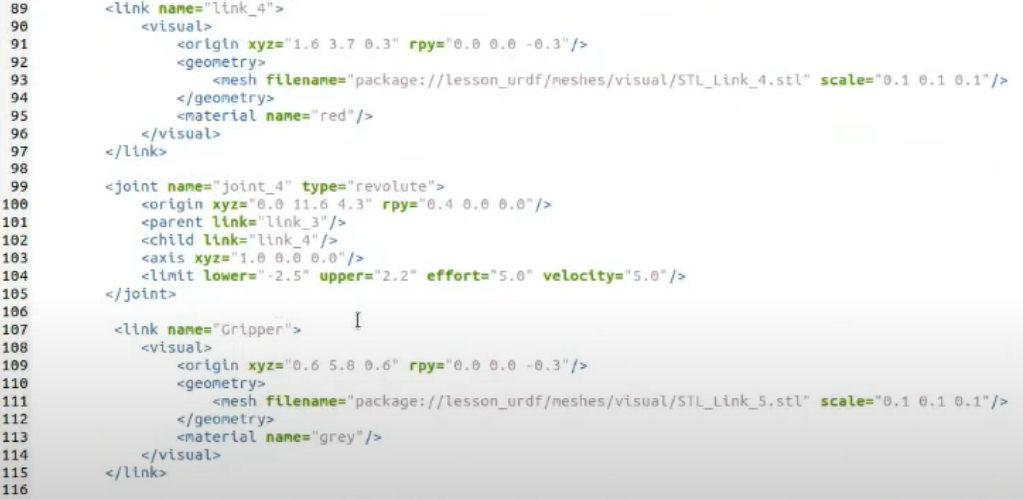 89 <link name="link_4">
90 <visual>
91 <origin xyz="1.6 3.7 0.3" rpy="0.0 0.0 -0.3"/>
92 <geometry>
93 <mesh filename="package://lesson_urdf/meshes/visual/STL_Link_4.stl" scale="0.1 0.1 0.1"/>
94 </geometry>
95 <material name="red"/>
96 </visual>
97 </link>
98
99 <joint name="joint_4" type="revolute">
100 <origin xyz="0.0 11.6 4.3" rpy="0.4 0.0 0.0"/>
101 <parent link="link_3"/>
102 <child link="link_4"/>
103 <axis xyz="1.0 0.0 0.0"/>
104 <limit lower="-2.5" upper="2.2" effort="5.0" velocity="5.0"/>
105 </joint>
106
107 <link name="Gripper">
108 <visual>
109 <origin xyz="0.6 5.8 0.6" rpy="0.0 0.0 -0.3"/>
110 <geometry>
111 <mesh filename="package://lesson_urdf/meshes/visual/STL_Link_5.stl" scale="0.1 0.1 0.1"/>
112 </geometry>
113 <material name="grey"/>
114 </visual>
115 </link>
116